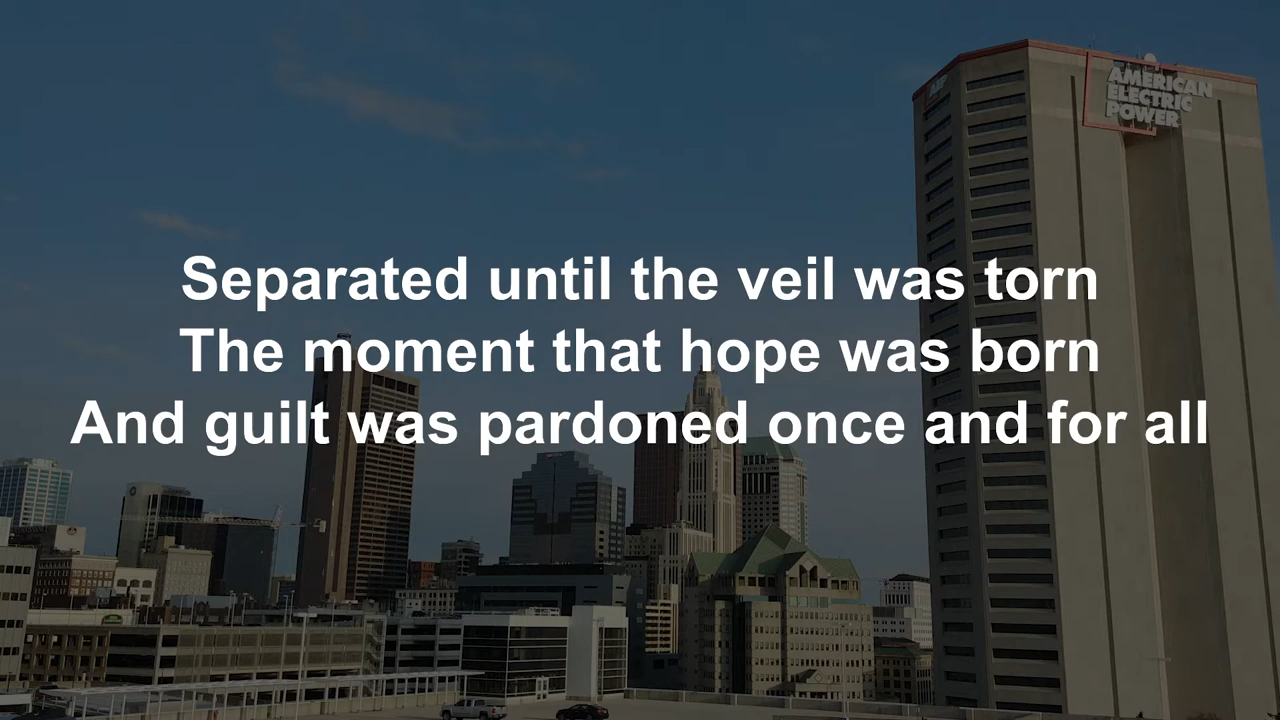 AMERICAN
ELECTRIC
POWER
Separated until the veil was torn
The moment that hope was born
And guilt was pardoned once and for all